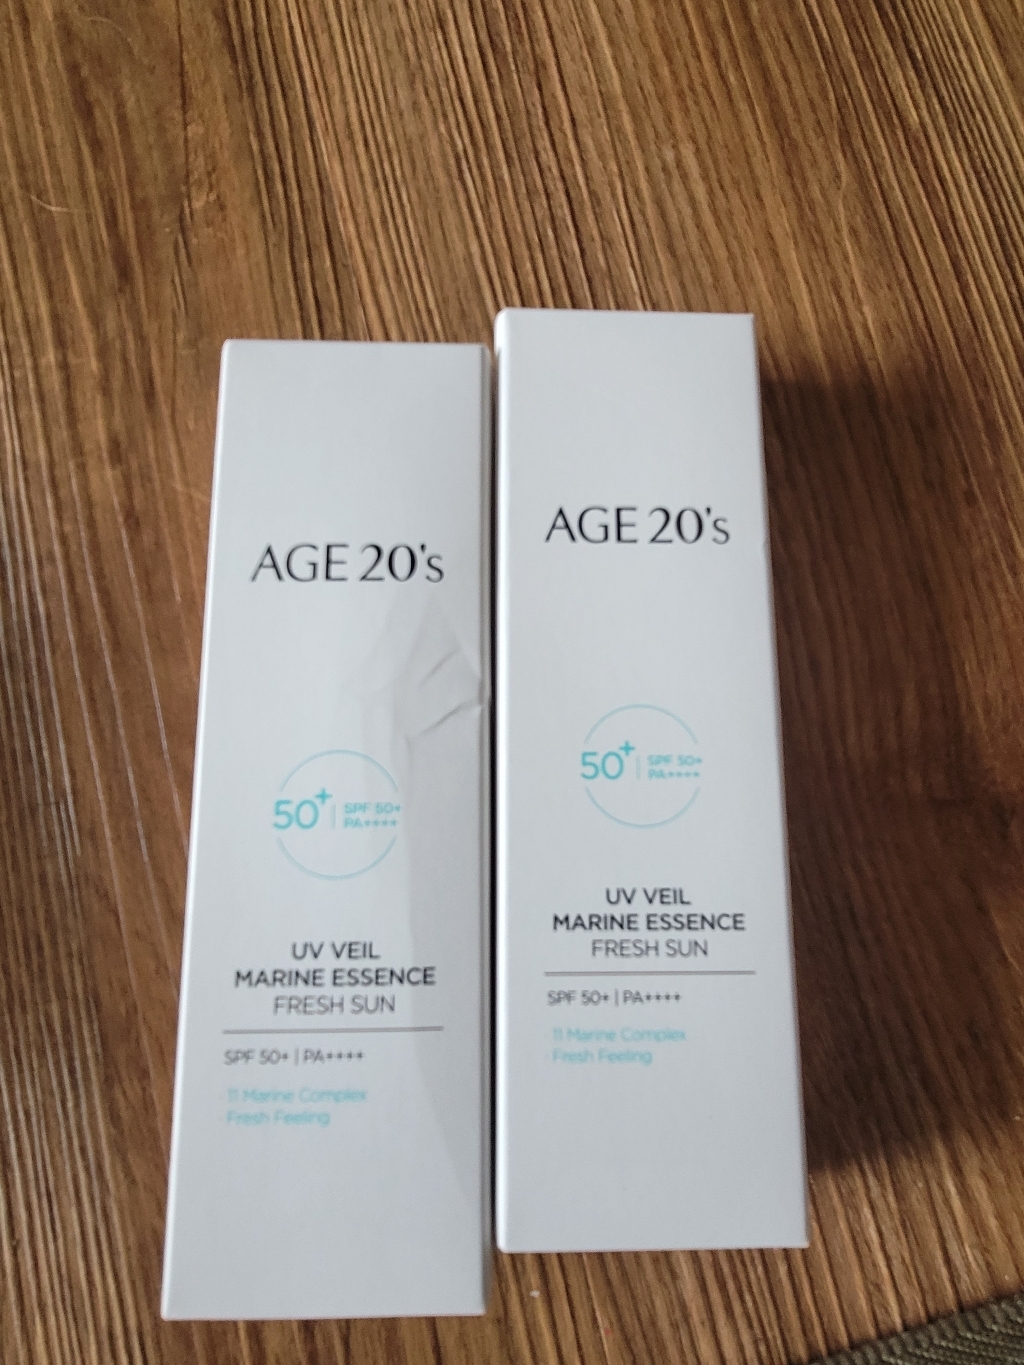 AGE 20's
50+ SPF 50+
PA++++
UV VEIL
MARINE ESSENCE
FRESH SUN
SPF 50+ | PA++++
· 11 Marine Complex
· Fresh Feeling
AGE 20's
50+ SPF 50+
PA++++
UV VEIL
MARINE ESSENCE
FRESH SUN
SPF 50+ | PA++++
· 11 Marine Complex
· Fresh Feeling